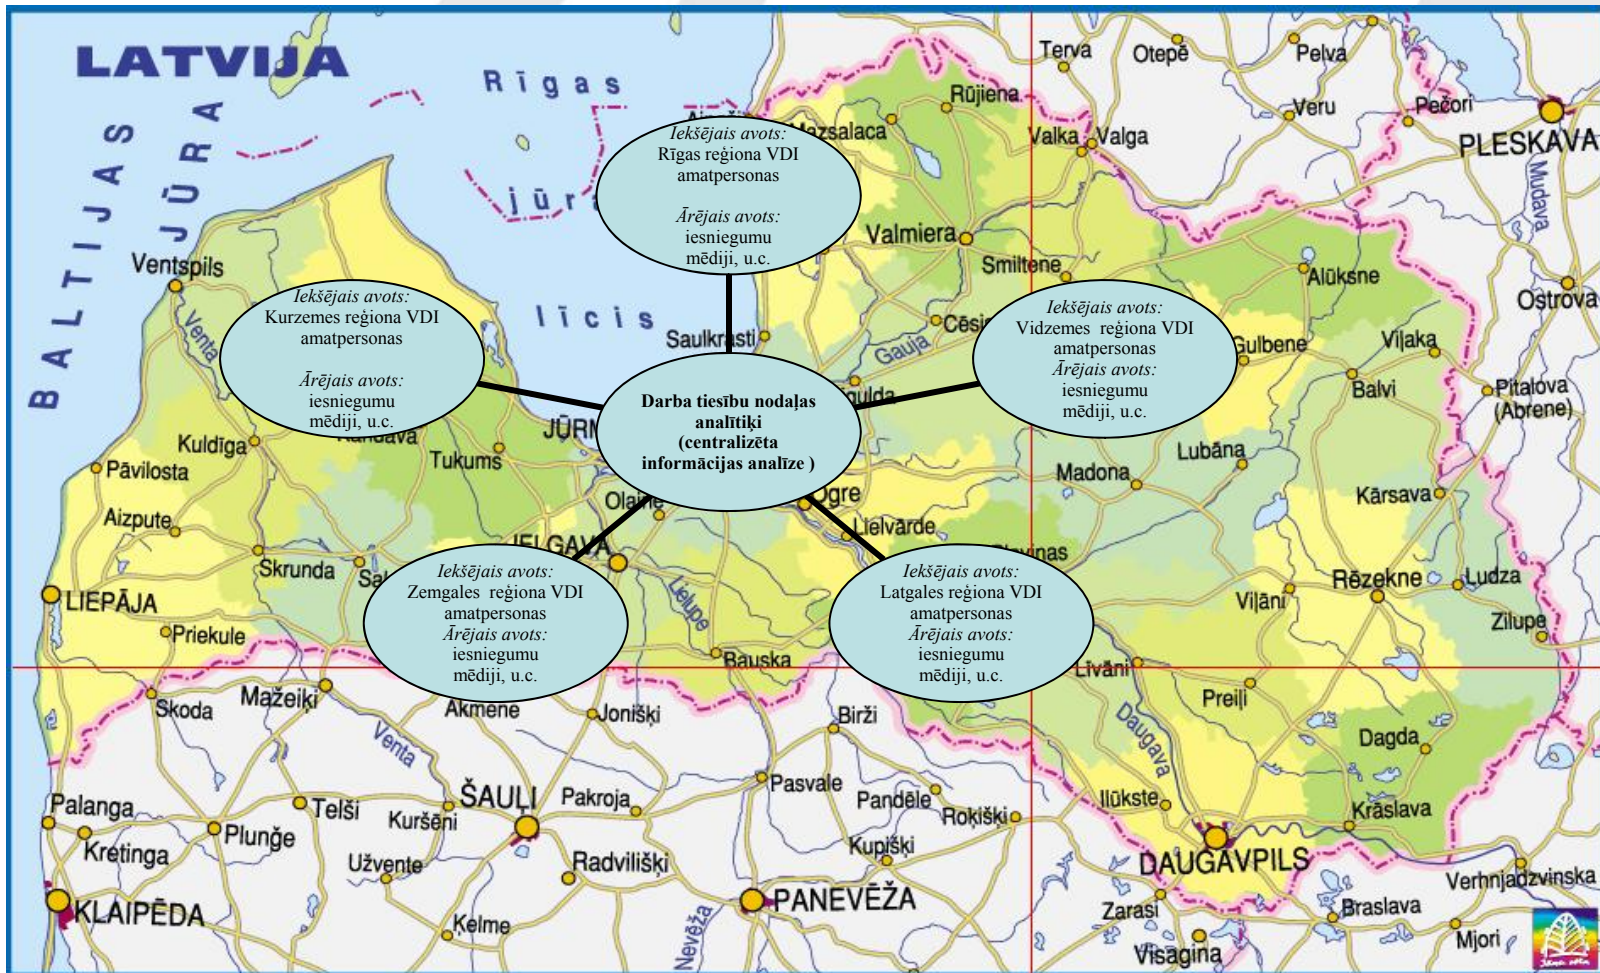 LATVIJA
BALTIJAS
JŪRA
Rīgas
jūra
līcis
Iekšējais avots:
Rīgas reģiona VDI
amatpersonas
Ārējais avots:
iesniegumu
mēdiji, u.c.
Iekšējais avots:
Kurzemes reģiona VDI
amatpersonas
Ārējais avots:
iesniegumu
mēdiji, u.c.
Iekšējais avots:
Vidzemes reģiona VDI
amatpersonas
Ārējais avots:
iesniegumu
mēdiji, u.c.
Darba tiesību nodaļas
analītiķi
(centralizēta
informācijas analīze )
Iekšējais avots:
Zemgales reģiona VDI
amatpersonas
Ārējais avots:
iesniegumu
mēdiji, u.c.
Iekšējais avots:
Latgales reģiona VDI
amatpersonas
Ārējais avots:
iesniegumu
mēdiji, u.c.
Terva
Otepē
Pelva
Rūjiena
Veru
Pečori
Valka
Valga
PLESKAVA
Mudava
Ventspils
Venta
Valmiera
Smiltene
Alūksne
Ostrova
Saulkrasti
Gauja
Gulbene
Viļaka
Balvi
Pitalova
(Abrene)
Kuldīga
Tukums
Pāvilosta
Madona
Lubāna
Kārsava
Aizpute
Olaine
Ogre
Lielvārde
Skrunda
JELGAVA
Lielupe
LIEPĀJA
Priekule
Rēzekne
Viļāni
Ludza
Zilupe
Bauska
Līvāni
Preiļi
Skoda
Mažeiķi
Akmene
Jonišķi
Birži
Daugava
Dagda
Venta
Pasvale
Pandēle
Ilūkste
Krāslava
Palanga
Telši
Kuršēni
ŠAUĻI
Pakroja
Roķišķi
Kretinga
Plunģe
Užvente
Radvilišķi
Kupišķi
DAUGAVPILS
Verhnjadzvinska
KLAIPĒDA
Ķelme
Nevēža
PANEVĒŽA
Zarasi
Braslava
Visagina
Mjori